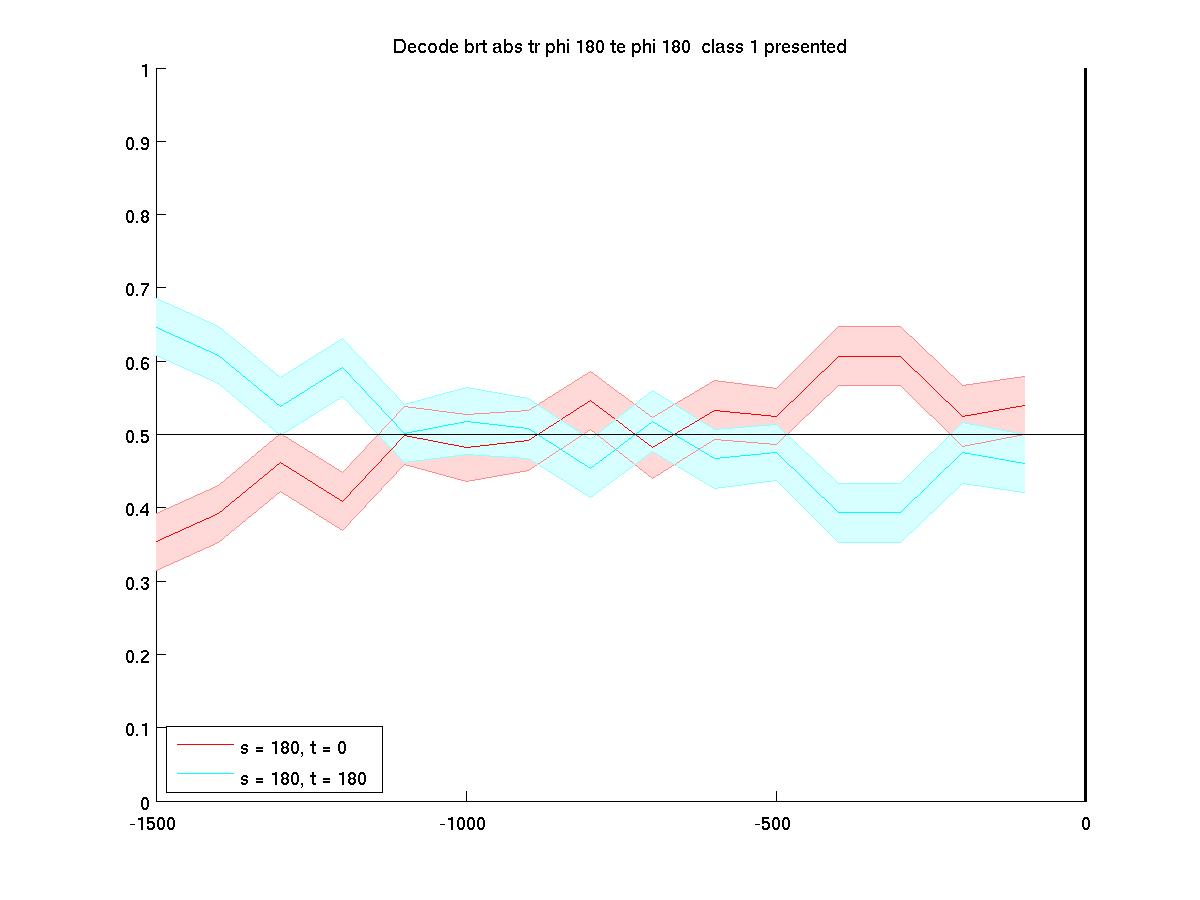 Decode brt abs tr phi 180 te phi 180  class 1 presented
1
0.9
0.8
0.7
0.6
0.5
0.4
0.3
0.2
0.1
0
s = 180, t = 0
s = 180, t = 180
-1500 -1000 -500 0